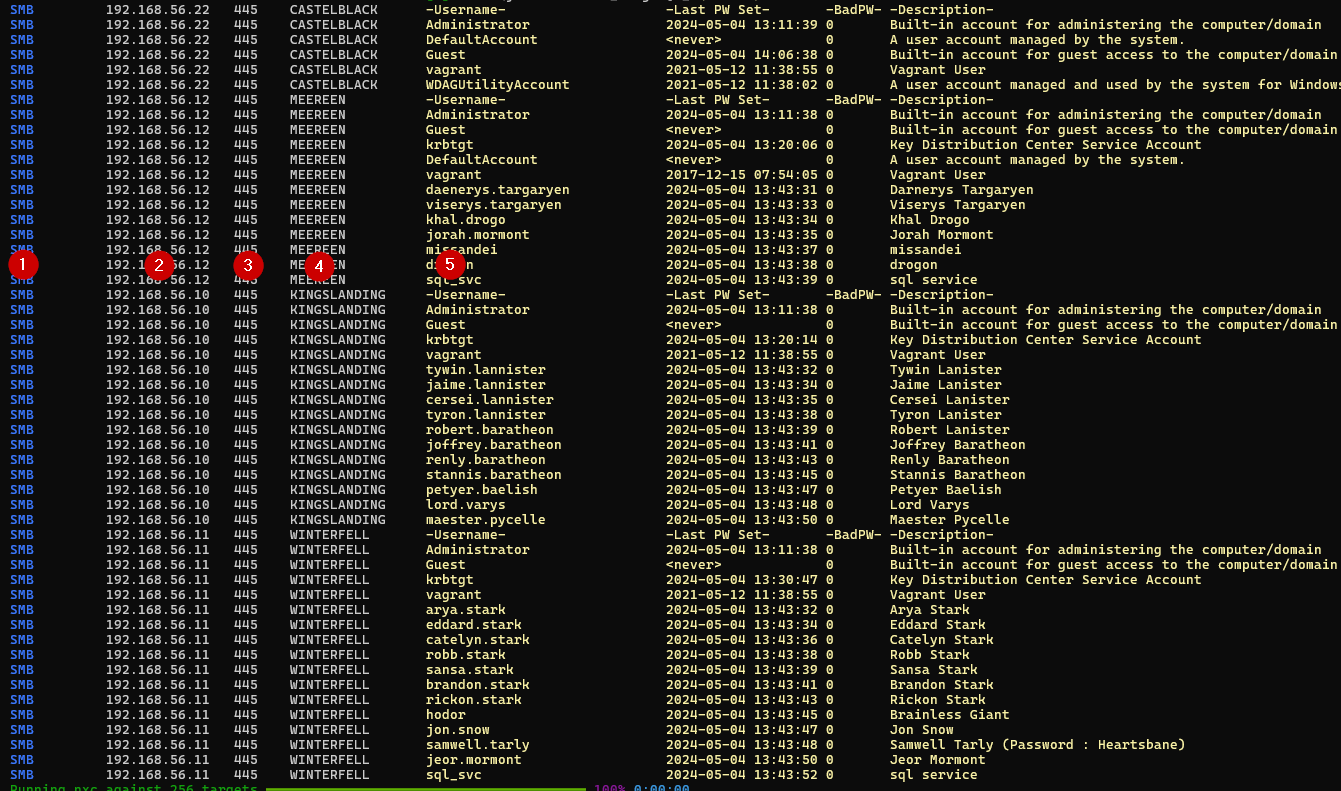 SMB 192.168.56.22 445 CASTELBLACK -Username- -Last PW Set- -BadPW- -Description-
SMB 192.168.56.22 445 CASTELBLACK Administrator 2024-05-04 13:11:39 0 Built-in account for administering the computer/domain
SMB 192.168.56.22 445 CASTELBLACK DefaultAccount <never> 0 A user account managed by the system.
SMB 192.168.56.22 445 CASTELBLACK Guest 2024-05-04 14:06:38 0 Built-in account for guest access to the computer/domain
SMB 192.168.56.22 445 CASTELBLACK vagrant 2021-05-12 11:38:55 0 Vagrant User
SMB 192.168.56.22 445 CASTELBLACK WDAGUtilityAccount 2021-05-12 11:38:02 0 A user account managed and used by the system for Windows
SMB 192.168.56.12 445 MEEREEN -Username- -Last PW Set- -BadPW- -Description-
SMB 192.168.56.12 445 MEEREEN Administrator 2024-05-04 13:11:38 0 Built-in account for administering the computer/domain
SMB 192.168.56.12 445 MEEREEN Guest <never> 0 Built-in account for guest access to the computer/domain
SMB 192.168.56.12 445 MEEREEN krbtgt 2024-05-04 13:20:06 0 Key Distribution Center Service Account
SMB 192.168.56.12 445 MEEREEN DefaultAccount <never> 0 A user account managed by the system.
SMB 192.168.56.12 445 MEEREEN vagrant 2017-12-15 07:54:05 0 Vagrant User
SMB 192.168.56.12 445 MEEREEN daenerys.targaryen 2024-05-04 13:43:31 0 Darnerys Targaryen
SMB 192.168.56.12 445 MEEREEN viserys.targaryen 2024-05-04 13:43:33 0 Viserys Targaryen
SMB 192.168.56.12 445 MEEREEN khal.drogo 2024-05-04 13:43:34 0 Khal Drogo
SMB 192.168.56.12 445 MEEREEN jorah.mormont 2024-05-04 13:43:35 0 Jorah Mormont
SMB 192.168.56.12 445 MEEREEN missandei 2024-05-04 13:43:37 0 missandei
1 2 .12 3 4 5 2024-05-04 13:43:38 0 drogon
SMB 192.168.56.12 445 MEEREEN sql_svc 2024-05-04 13:43:39 0 sql service
SMB 192.168.56.10 445 KINGSLANDING -Username- -Last PW Set- -BadPW- -Description-
SMB 192.168.56.10 445 KINGSLANDING Administrator 2024-05-04 13:11:38 0 Built-in account for administering the computer/domain
SMB 192.168.56.10 445 KINGSLANDING Guest <never> 0 Built-in account for guest access to the computer/domain
SMB 192.168.56.10 445 KINGSLANDING krbtgt 2024-05-04 13:20:14 0 Key Distribution Center Service Account
SMB 192.168.56.10 445 KINGSLANDING vagrant 2021-05-12 11:38:55 0 Vagrant User
SMB 192.168.56.10 445 KINGSLANDING tywin.lannister 2024-05-04 13:43:32 0 Tywin Lanister
SMB 192.168.56.10 445 KINGSLANDING jaime.lannister 2024-05-04 13:43:34 0 Jaime Lanister
SMB 192.168.56.10 445 KINGSLANDING cersei.lannister 2024-05-04 13:43:35 0 Cersei Lanister
SMB 192.168.56.10 445 KINGSLANDING tyron.lannister 2024-05-04 13:43:38 0 Tyron Lanister
SMB 192.168.56.10 445 KINGSLANDING robert.baratheon 2024-05-04 13:43:39 0 Robert Lanister
SMB 192.168.56.10 445 KINGSLANDING joffrey.baratheon 2024-05-04 13:43:41 0 Joffrey Baratheon
SMB 192.168.56.10 445 KINGSLANDING renly.baratheon 2024-05-04 13:43:43 0 Renly Baratheon
SMB 192.168.56.10 445 KINGSLANDING stannis.baratheon 2024-05-04 13:43:45 0 Stannis Baratheon
SMB 192.168.56.10 445 KINGSLANDING petyer.baelish 2024-05-04 13:43:47 0 Petyer Baelish
SMB 192.168.56.10 445 KINGSLANDING lord.varys 2024-05-04 13:43:48 0 Lord Varys
SMB 192.168.56.10 445 KINGSLANDING maester.pycelle 2024-05-04 13:43:50 0 Maester Pycelle
SMB 192.168.56.11 445 WINTERFELL -Username- -Last PW Set- -BadPW- -Description-
SMB 192.168.56.11 445 WINTERFELL Administrator 2024-05-04 13:11:38 0 Built-in account for administering the computer/domain
SMB 192.168.56.11 445 WINTERFELL Guest <never> 0 Built-in account for guest access to the computer/domain
SMB 192.168.56.11 445 WINTERFELL krbtgt 2024-05-04 13:30:47 0 Key Distribution Center Service Account
SMB 192.168.56.11 445 WINTERFELL vagrant 2021-05-12 11:38:55 0 Vagrant User
SMB 192.168.56.11 445 WINTERFELL arya.stark 2024-05-04 13:43:32 0 Arya Stark
SMB 192.168.56.11 445 WINTERFELL eddard.stark 2024-05-04 13:43:34 0 Eddard Stark
SMB 192.168.56.11 445 WINTERFELL catelyn.stark 2024-05-04 13:43:36 0 Catelyn Stark
SMB 192.168.56.11 445 WINTERFELL robb.stark 2024-05-04 13:43:38 0 Robb Stark
SMB 192.168.56.11 445 WINTERFELL sansa.stark 2024-05-04 13:43:39 0 Sansa Stark
SMB 192.168.56.11 445 WINTERFELL brandon.stark 2024-05-04 13:43:41 0 Brandon Stark
SMB 192.168.56.11 445 WINTERFELL rickon.stark 2024-05-04 13:43:43 0 Rickon Stark
SMB 192.168.56.11 445 WINTERFELL hodor 2024-05-04 13:43:45 0 Brainless Giant
SMB 192.168.56.11 445 WINTERFELL jon.snow 2024-05-04 13:43:47 0 Jon Snow
SMB 192.168.56.11 445 WINTERFELL samwell.tarly 2024-05-04 13:43:48 0 Samwell Tarly (Password : Heartsbane)
SMB 192.168.56.11 445 WINTERFELL jeor.mormont 2024-05-04 13:43:50 0 Jeor Mormont
SMB 192.168.56.11 445 WINTERFELL sql_svc 2024-05-04 13:43:52 0 sql service
Running nxc against 256 targets 100% 0:00:00